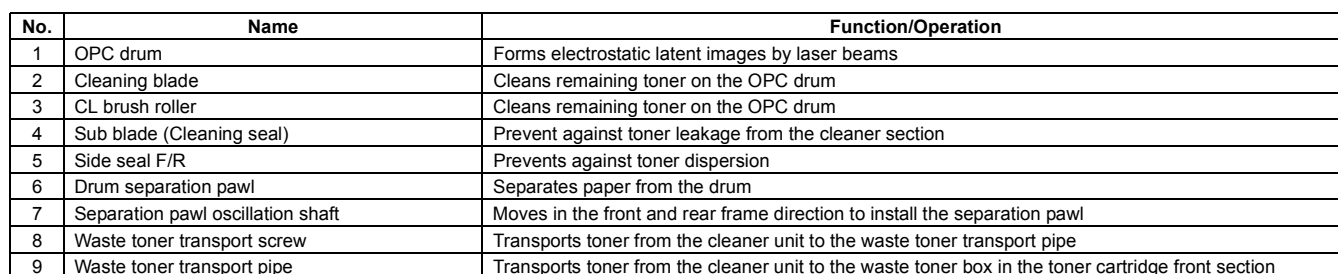 No. Name Function/Operation
1 OPC drum Forms electrostatic latent images by laser beams
2 Cleaning blade Cleans remaining toner on the OPC drum
3 CL brush roller Cleans remaining toner on the OPC drum
4 Sub blade (Cleaning seal) Prevent against toner leakage from the cleaner section
5 Side seal F/R Prevents against toner dispersion
6 Drum separation pawl Separates paper from the drum
7 Separation pawl oscillation shaft Moves in the front and rear frame direction to install the separation pawl
8 Waste toner transport screw Transports toner from the cleaner unit to the waste toner transport pipe
9 Waste toner transport pipe Transports toner from the cleaner unit to the waste toner box in the toner cartridge front section